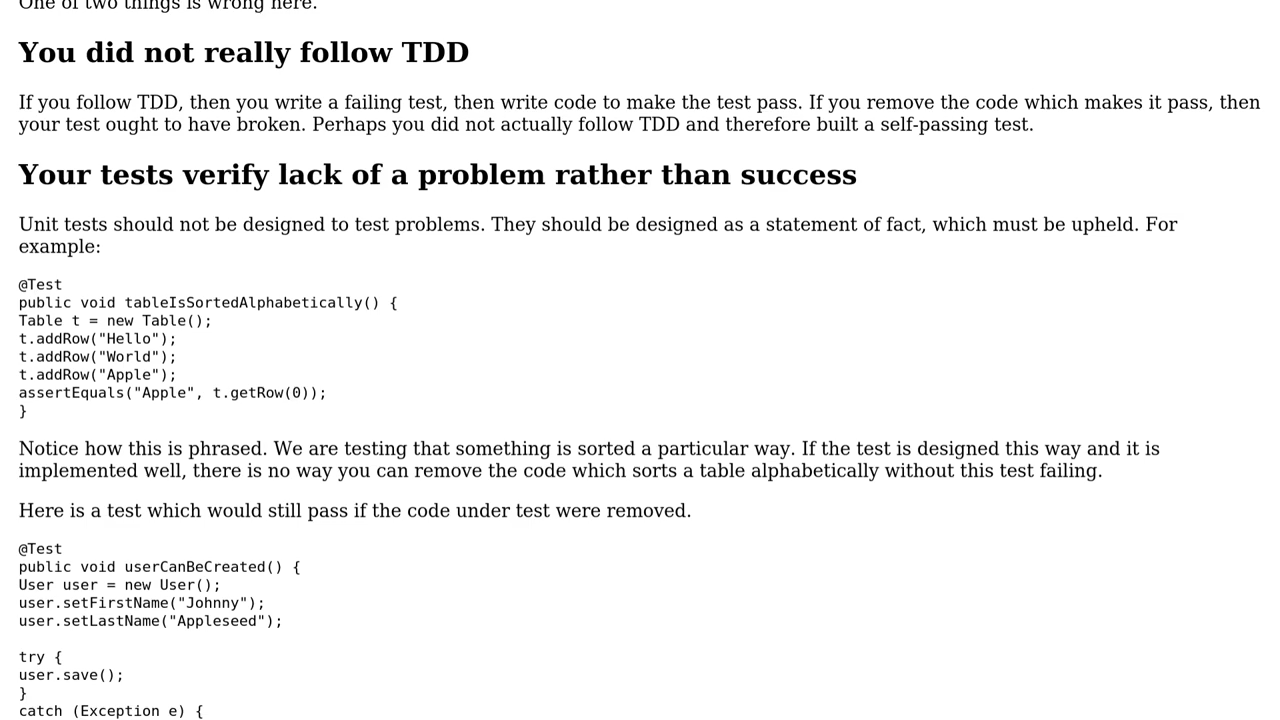 One of two things is wrong here.
You did not really follow TDD
If you follow TDD, then you write a failing test, then write code to make the test pass. If you remove the code which makes it pass, then
your test ought to have broken. Perhaps you did not actually follow TDD and therefore built a self-passing test.
Your tests verify lack of a problem rather than success
Unit tests should not be designed to test problems. They should be designed as a statement of fact, which must be upheld. For
example:
@Test
public void tableIsSortedAlphabetically() {
Table t = new Table();
t.addRow("Hello");
t.addRow("World");
t.addRow("Apple");
assertEquals("Apple", t.getRow(0));
}
Notice how this is phrased. We are testing that something is sorted a particular way. If the test is designed this way and it is
implemented well, there is no way you can remove the code which sorts a table alphabetically without this test failing.
Here is a test which would still pass if the code under test were removed.
@Test
public void userCanBeCreated() {
User user = new User();
user.setFirstName("Johnny");
user.setLastName("Appleseed");
try {
user.save();
}
catch (Exception e) {